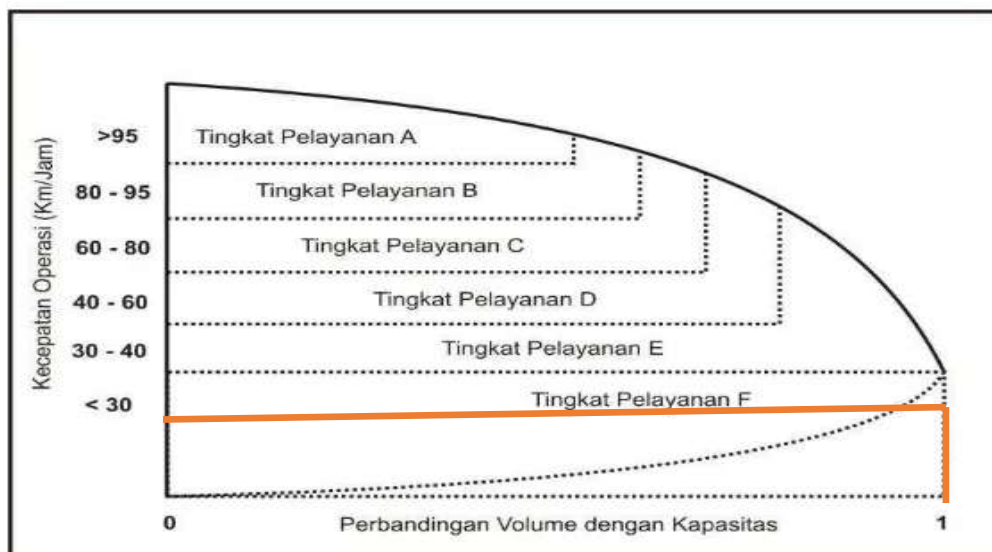 Kecepatan Operasi (Km/Jam)
>95
Tingkat Pelayanan A
80 - 95
Tingkat Pelayanan B
60 - 80
Tingkat Pelayanan C
40 - 60
Tingkat Pelayanan D
30 - 40
Tingkat Pelayanan E
< 30
Tingkat Pelayanan F
0
Perbandingan Volume dengan Kapasitas
1